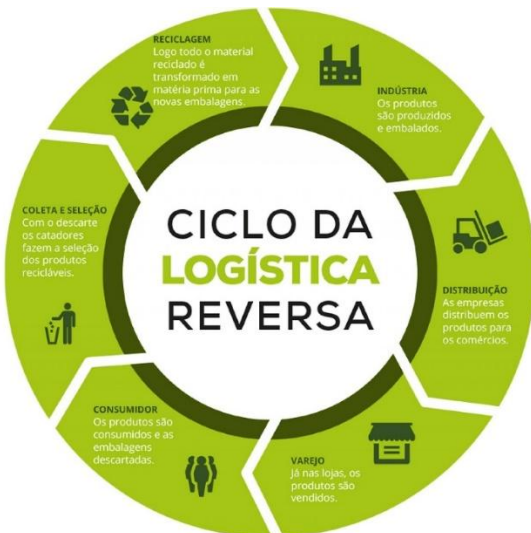 CICLO DA
LOGÍSTICA
REVERSA
INDÚSTRIA
Os produtos
são produzidos
e embalados.
DISTRIBUIÇÃO
As empresas
distribuem os
produtos para
os comércios.
VAREJO
Já nas lojas, os
produtos são
vendidos.
CONSUMIDOR
Os produtos são
consumidos e as
embalagens
descartadas.
COLETA E SELEÇÃO
Com o descarte
os catadores
fazem a seleção
dos produtos
recicláveis.
RECICLAGEM
Logo todo o material
reciclado é
transformado em
matéria prima para as
novas embalagens.